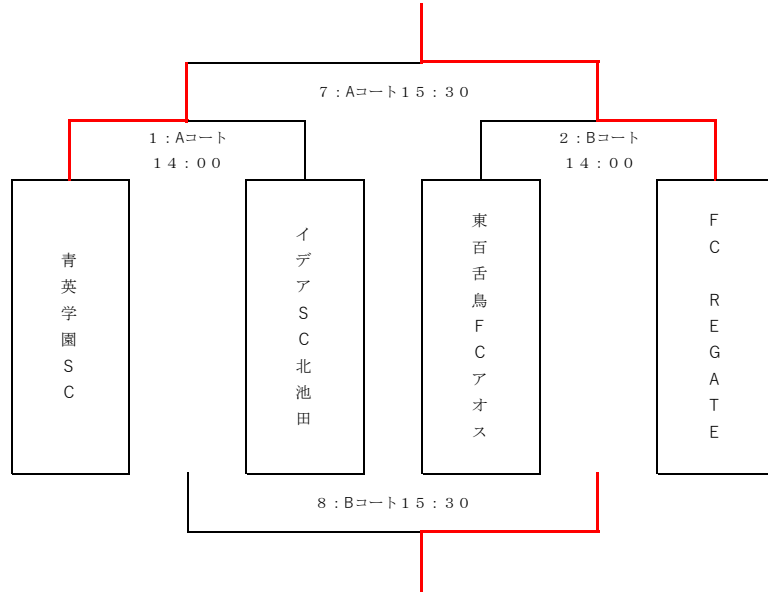 ７：Aコート１５：３０
１：Aコート
１４：００
２：Bコート
１４：００
青英学園ＳＣ
イデアＳＣ北池田
東百舌鳥ＦＣアオス
ＦＣ　ＲＥＧＡＴＥ
８：Bコート１５：３０